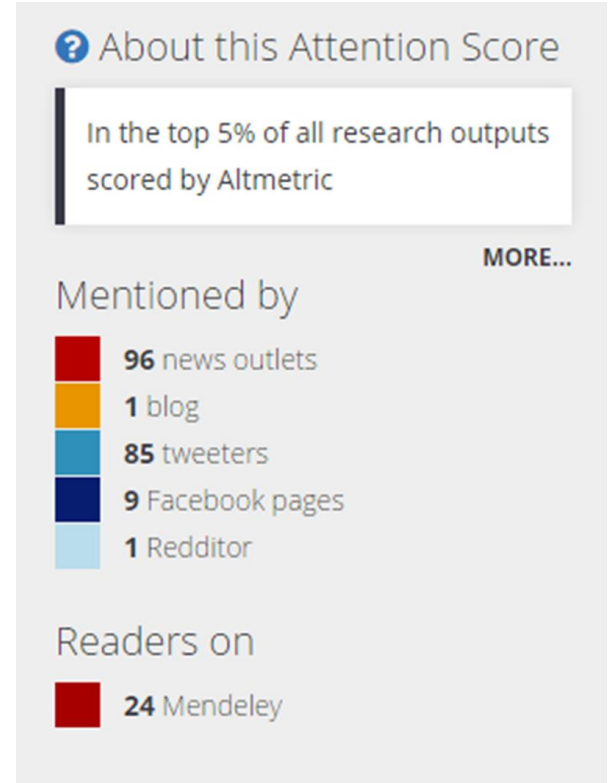 ? About this Attention Score
In the top 5% of all research outputs
scored by Altmetric
MORE...
Mentioned by
96 news outlets
1 blog
85 tweeters
9 Facebook pages
1 Redditor
Readers on
24 Mendeley